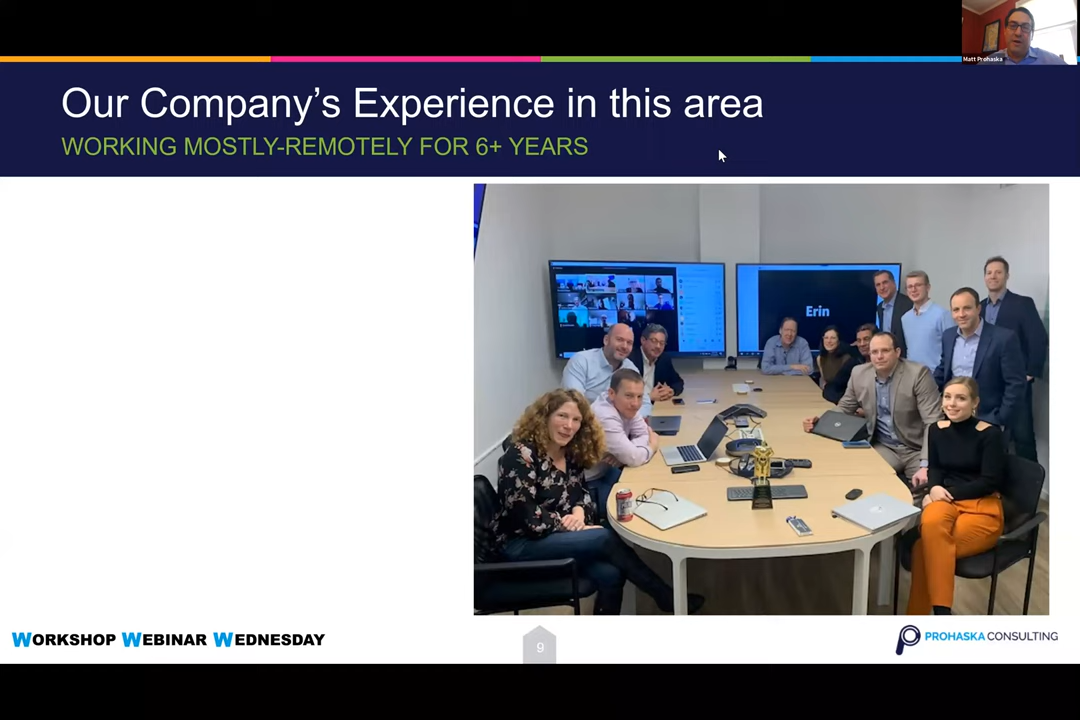 Matt Prohaska
Our Company's Experience in this area
WORKING MOSTLY-REMOTELY FOR 6+ YEARS
Erin
WORKSHOP WEBINAR WEDNESDAY
9
PROHASKA CONSULTING